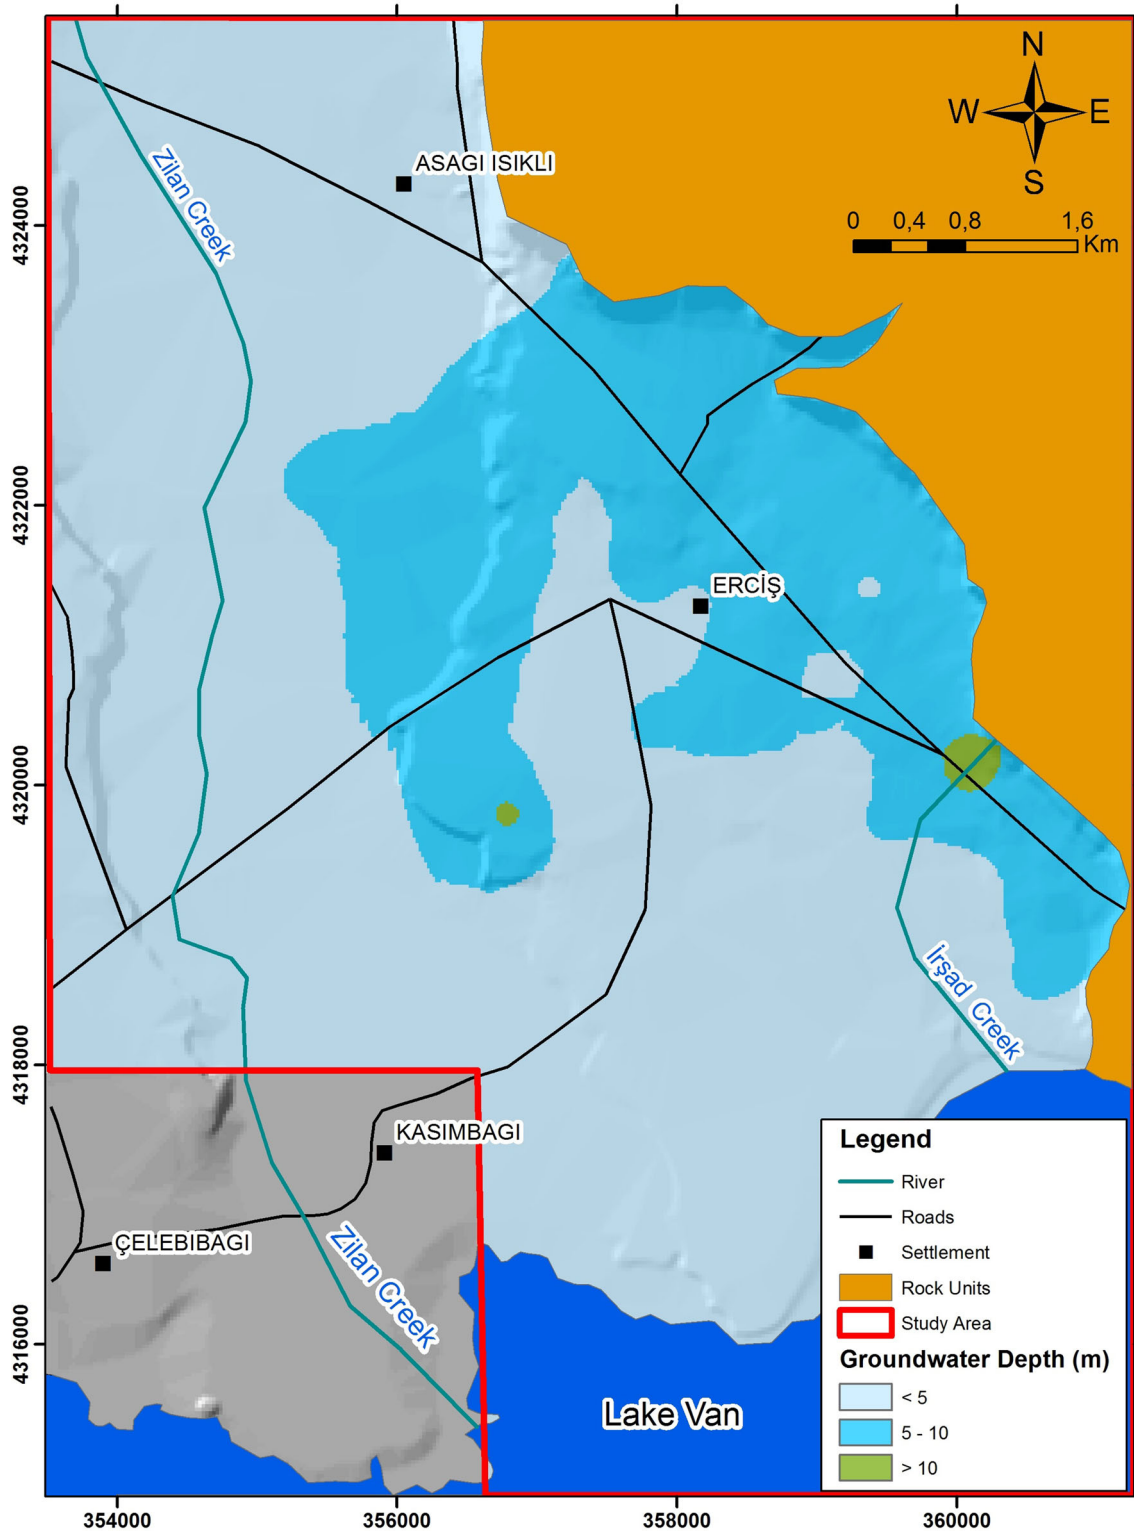 N
W E
S
0 0,4 0,8 1,6
Km
ASAGI ISIKLI
Zilan Creek
ERCİŞ
İrşad Creek
KASIMBAGI
ÇELEBIBAGI
Zilan Creek
Lake Van
4324000
4322000
4320000
4318000
4316000
354000 356000 358000 360000
Legend
River
Roads
Settlement
Rock Units
Study Area
Groundwater Depth (m)
< 5
5 - 10
> 10